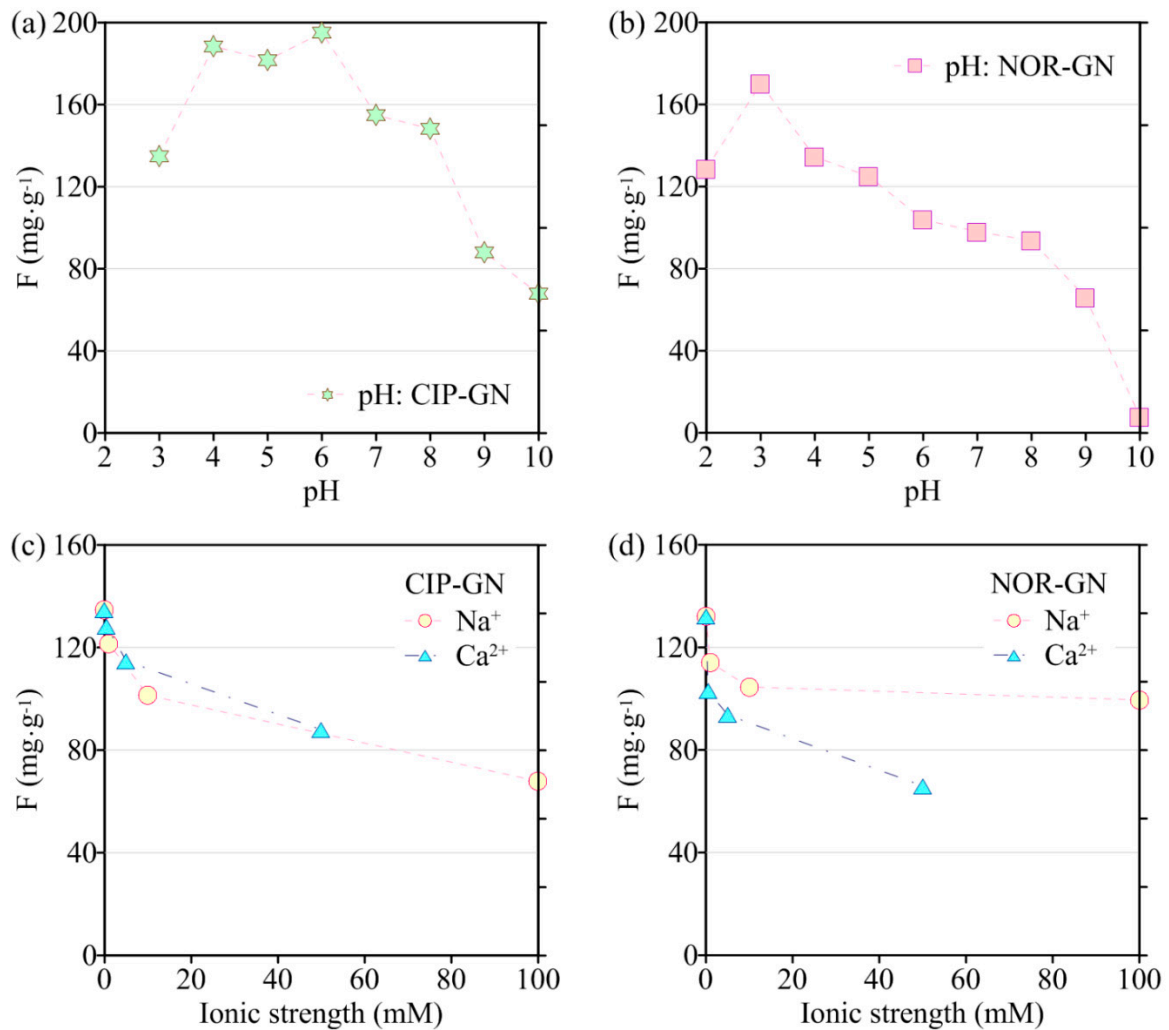 (a)
200
160
120
80
40
0
F (mg·g⁻¹)
pH: CIP-GN
2 3 4 5 6 7 8 9 10
pH
(b)
200
160
120
80
40
0
F (mg·g⁻¹)
pH: NOR-GN
2 3 4 5 6 7 8 9 10
pH
(c)
160
120
80
40
0
F (mg·g⁻¹)
CIP-GN
Na⁺
Ca²⁺
0 20 40 60 80 100
Ionic strength (mM)
(d)
160
120
80
40
0
F (mg·g⁻¹)
NOR-GN
Na⁺
Ca²⁺
0 20 40 60 80 100
Ionic strength (mM)